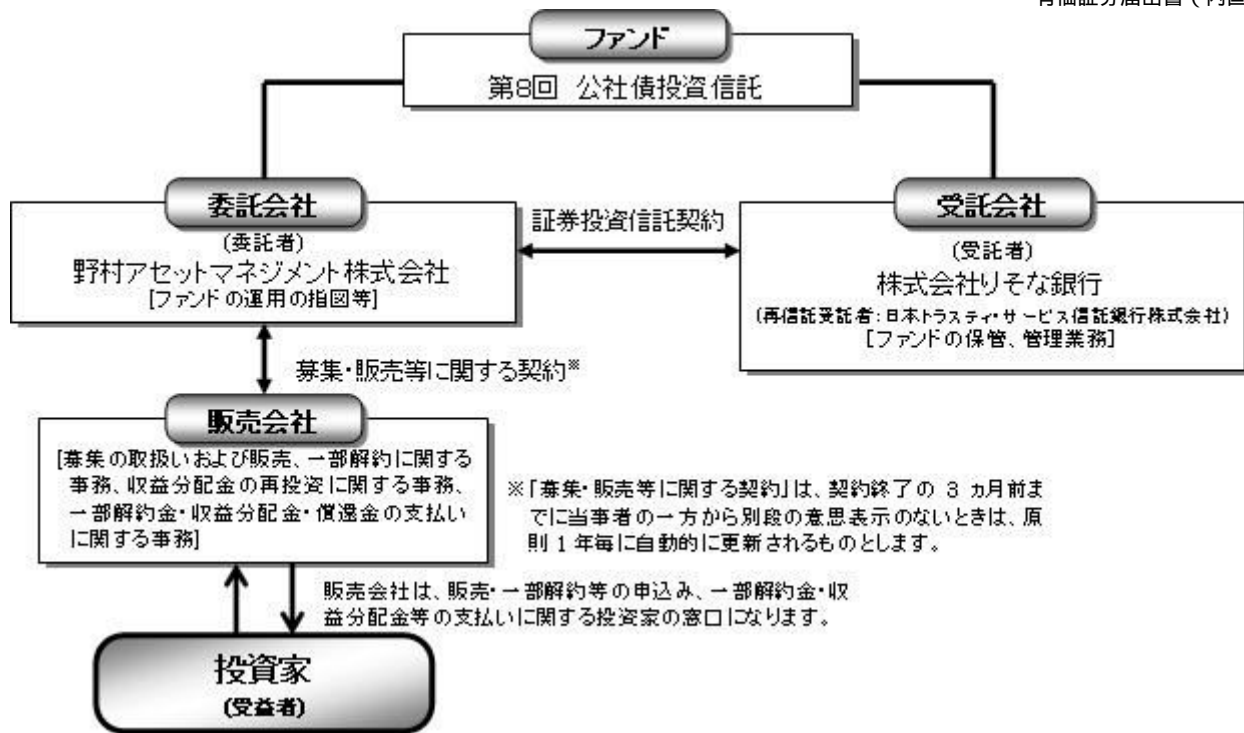 ファンド
第8回 公社債投資信託
委託会社
(委託者)
野村アセットマネジメント株式会社
[ファンドの運用の指図等]
証券投資信託契約
受託会社
(受託者)
株式会社りそな銀行
(再信託受託者:日本トラスティ・サービス信託銀行株式会社)
[ファンドの保管、管理業務]
募集・販売等に関する契約※
販売会社
[募集の取扱いおよび販売、一部解約に関する
事務、収益分配金の再投資に関する事務、
一部解約金・収益分配金・償還金の支払い
に関する事務]
※「募集・販売等に関する契約」は、契約終了の 3 カ月前ま
でに当事者の一方から別段の意思表示のないときは、原
則 1 年毎に自動的に更新されるものとします。
販売会社は、販売・一部解約等の申込み、一部解約金・収
益分配金等の支払いに関する投資家の窓口になります。
投資家
(受益者)